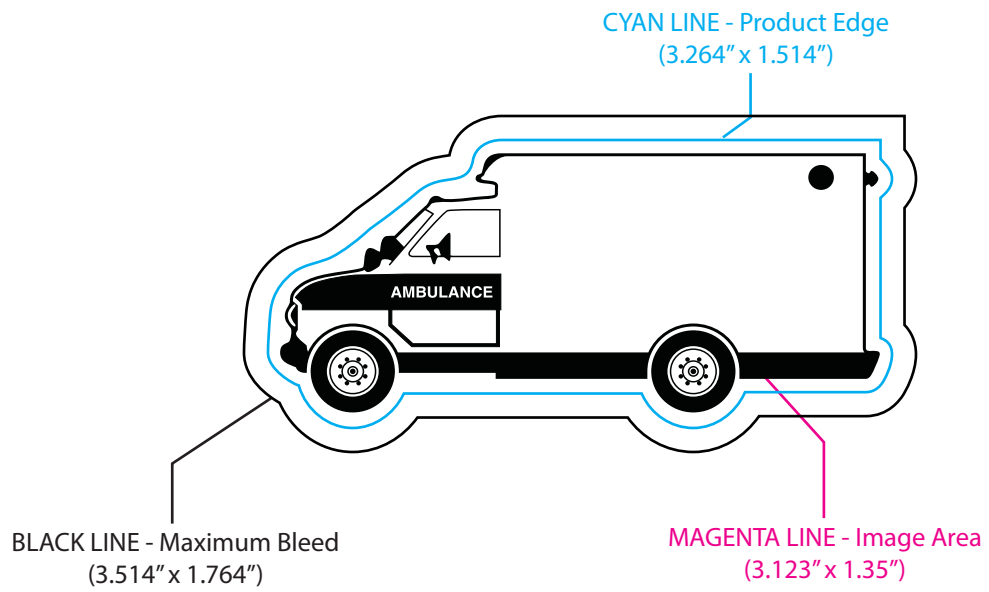 CYAN LINE - Product Edge
(3.264” x 1.514”)
AMBULANCE
BLACK LINE - Maximum Bleed
(3.514” x 1.764”)
MAGENTA LINE - Image Area
(3.123” x 1.35”)